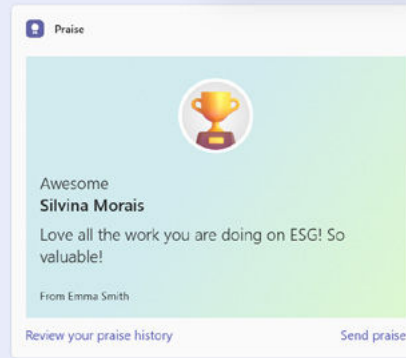 Praise
Awesome
Silvina Morais
Love all the work you are doing on ESG! So
valuable!
From Emma Smith
Review your praise history
Send praise